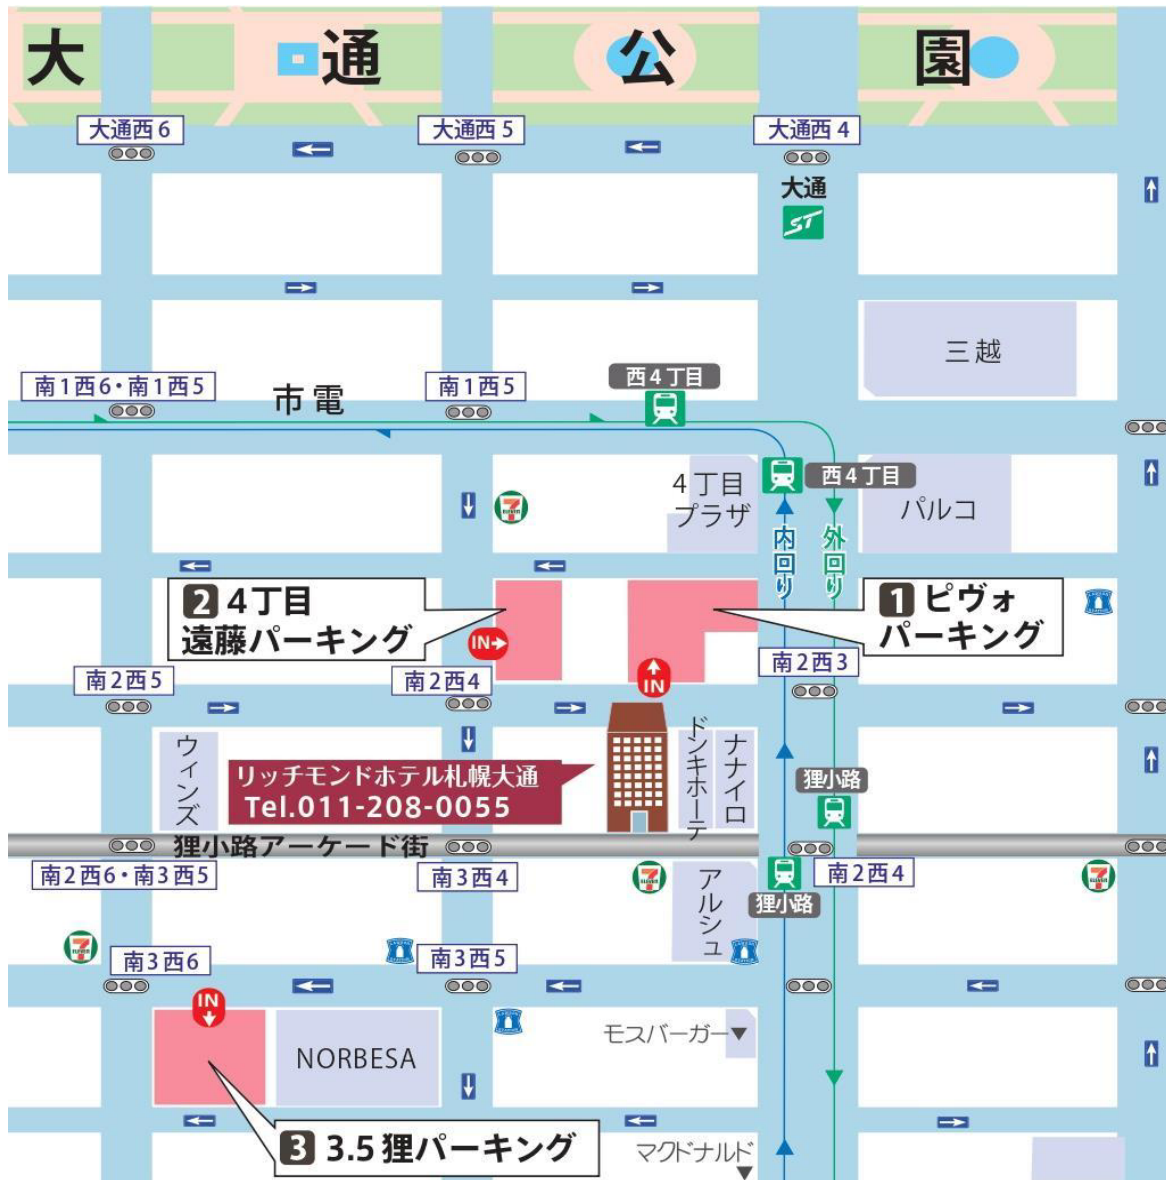 大通公園
大通西6
大通西5
大通西4
大通
ST
三越
西4丁目
南1西6・南1西5
市電
南1西5
4丁目
プラザ
西4丁目
パルコ
7
ELEVEN
内回り
外回り
2 4丁目
遠藤パーキング
1 ピヴォ
パーキング
IN
IN
南2西5
南2西4
南2西3
ウィンズ
リッチモンドホテル札幌大通
Tel.011-208-0055
ドンキホーテ
ナナイロ
狸小路
狸小路アーケード街
南2西6・南3西5
南3西4
7
ELEVEN
アルシュ
狸小路
南2西4
7
ELEVEN
7
ELEVEN
南3西6
南3西5
IN
NORBESA
モスバーガー▼
3 3.5狸パーキング
マクドナルド
▼